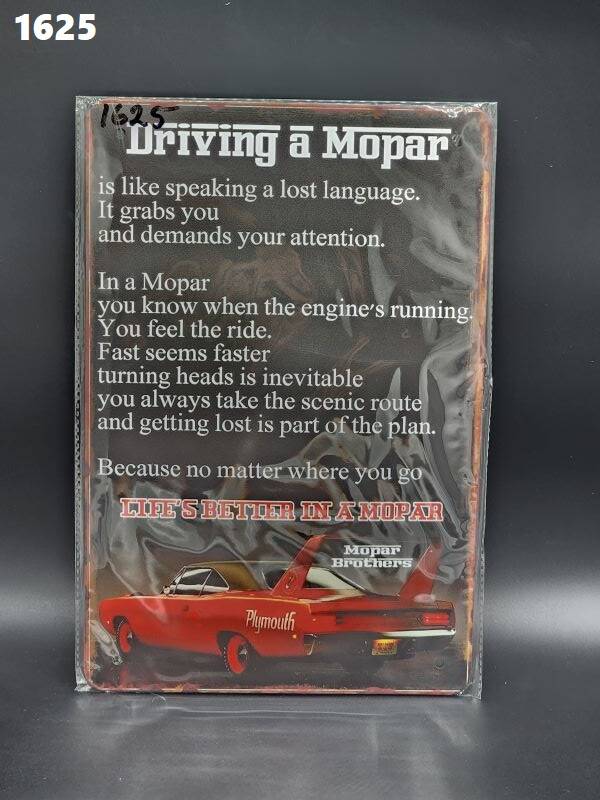 1625
1625
Driving a Mopar
is like speaking a lost language.
It grabs you
and demands your attention.
In a Mopar
you know when the engine's running.
You feel the ride.
Fast seems faster
turning heads is inevitable
you always take the scenic route
and getting lost is part of the plan.
Because no matter where you go
LIFE'S BETTER IN A MOPAR
Mopar
Brothers
Plymouth